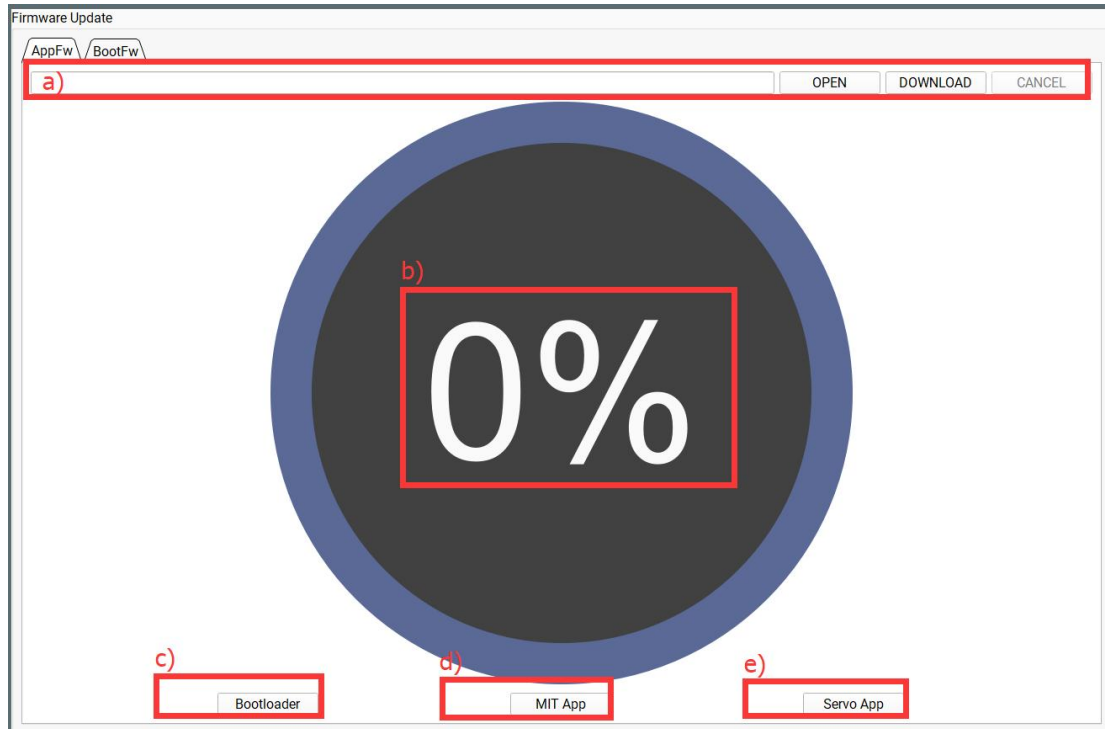 Firmware Update
AppFw BootFw
a) OPEN DOWNLOAD CANCEL
b)
0%
c) d) e)
Bootloader MIT App Servo App